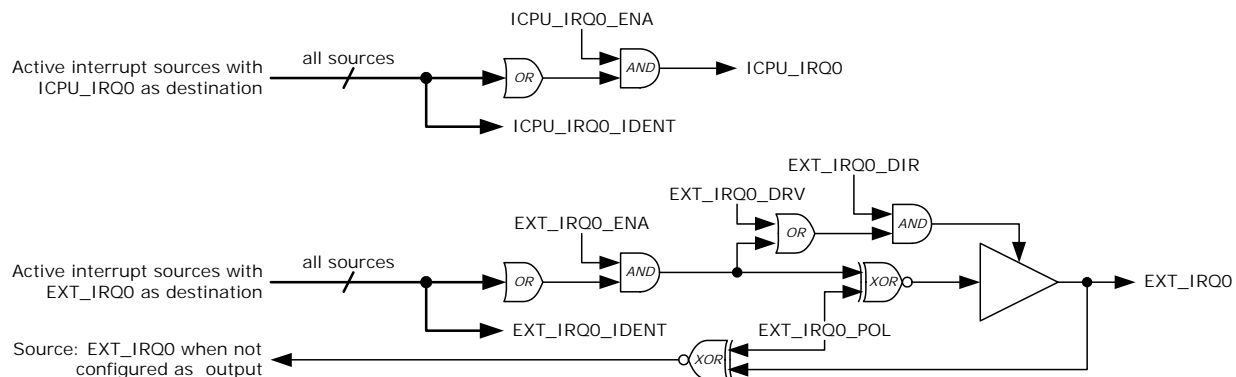 ICPU_IRQ0_ENA
all sources
Active interrupt sources with
ICPU_IRQ0 as destination
OR
AND
ICPU_IRQ0
ICPU_IRQ0_IDENT
EXT_IRQ0_DIR
EXT_IRQ0_DRV
EXT_IRQ0_ENA
OR
AND
all sources
Active interrupt sources with
EXT_IRQ0 as destination
OR
AND
XOR
EXT_IRQ0
EXT_IRQ0_IDENT
EXT_IRQ0_POL
Source: EXT_IRQ0 when not
configured as output
XOR